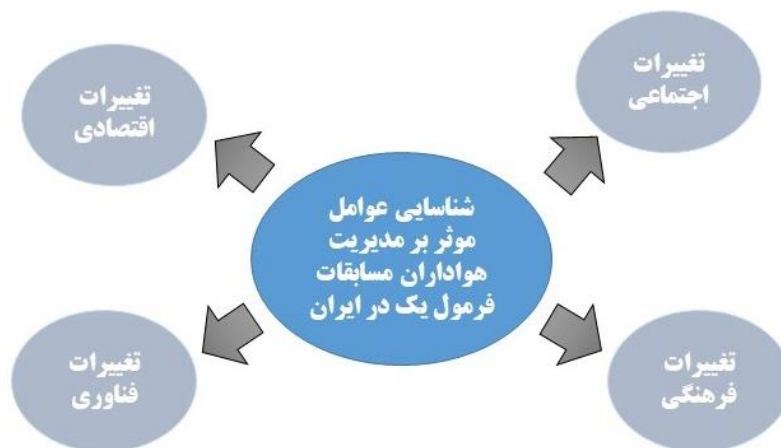 تغییرات
اجتماعی
تغییرات
اقتصادی
شناسایی عوامل
موثر بر مدیریت
هواداران مسابقات
فرمول یک در ایران
تغییرات
فرهنگی
تغییرات
فناوری